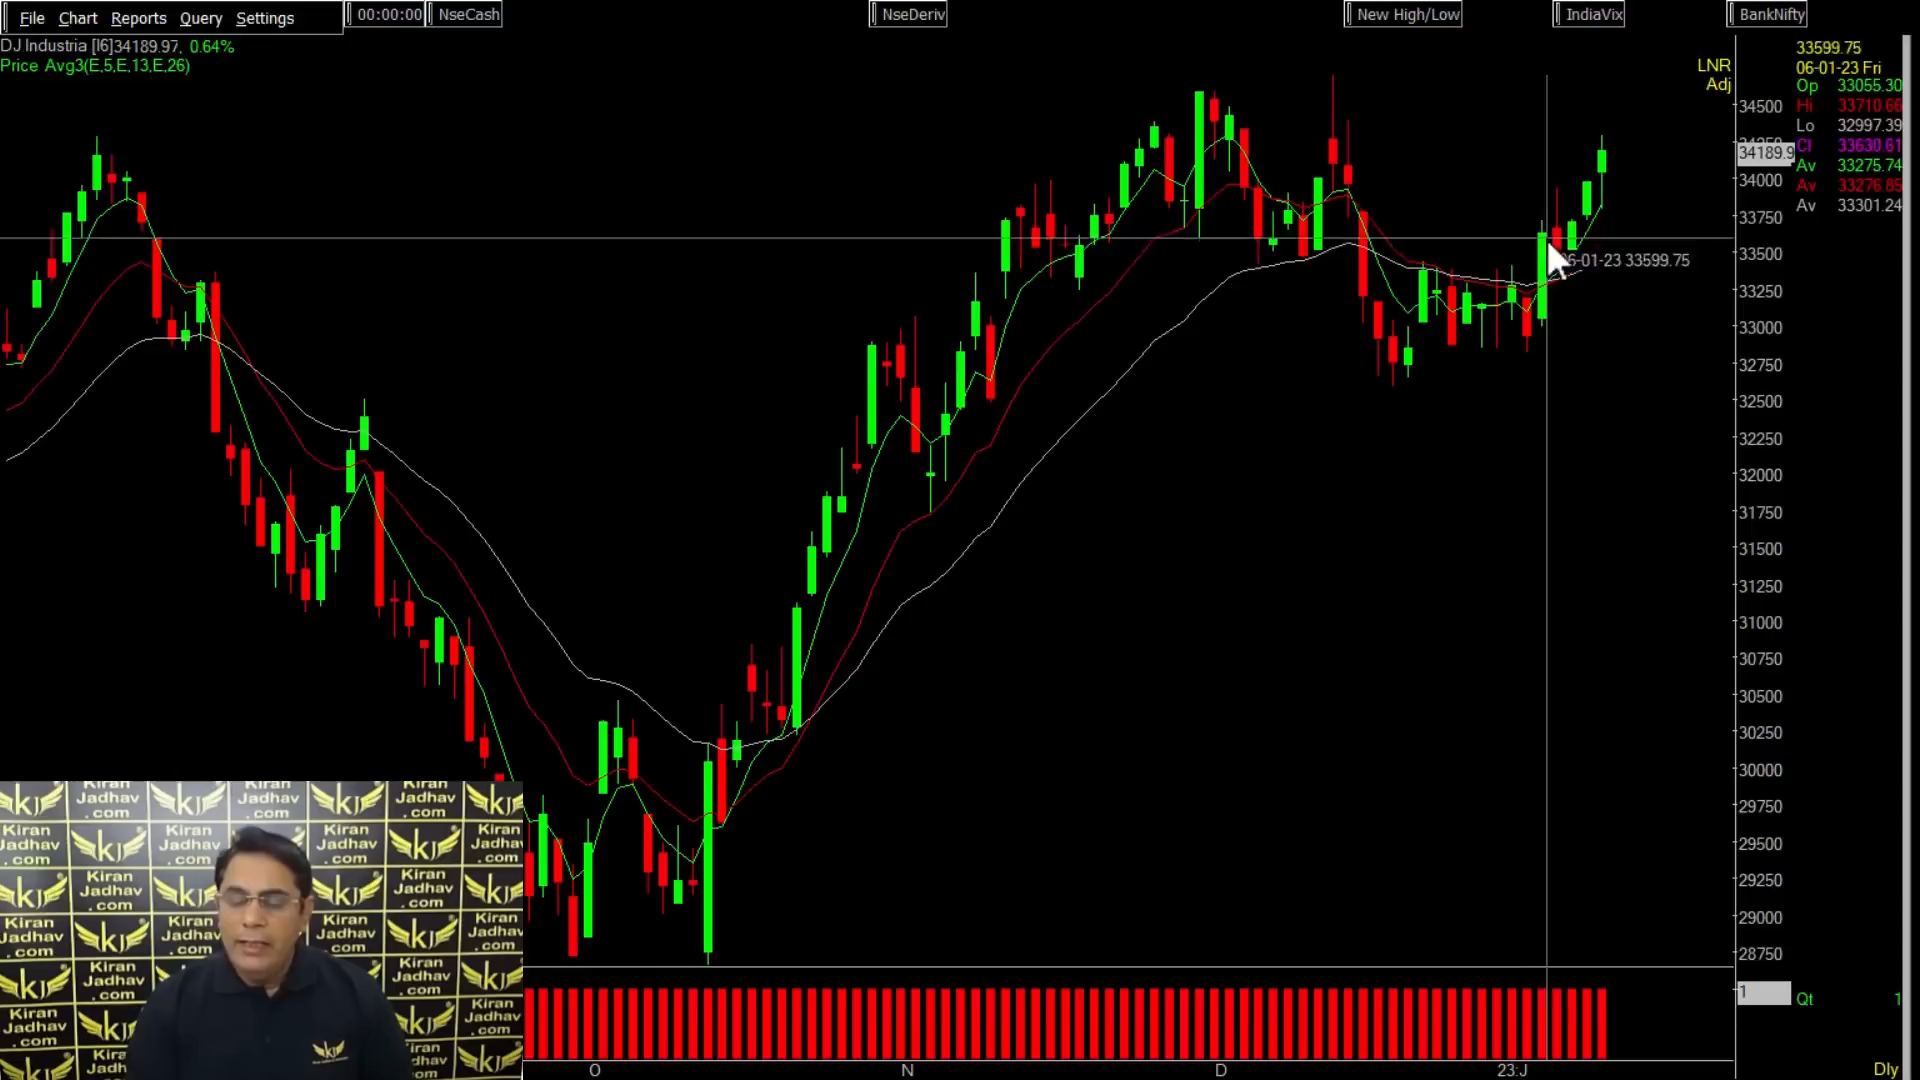 File Chart Reports Query Settings
00:00:00 NseCash NseDeriv New High/Low IndiaVix BankNifty
DJ Industria [I6]34189.97, 0.64%
Price Avg3(E,5,E,13,E,26)
LNR
Adj
33599.75
06-01-23 Fri
Op 33055.30
Hi 33710.66
Lo 32997.39
Cl 33630.61
Av 33275.74
Av 33276.85
Av 33301.24
34500
34189.9
34000
33750
33500
33250
33000
32750
32500
32250
32000
31750
31500
31250
31000
30750
30500
30250
30000
29750
29500
29250
29000
28750
06-01-23 33599.75
1
Qt 1
O N D 23:J
Dly
Kiran
Jadhav
.com
KJ